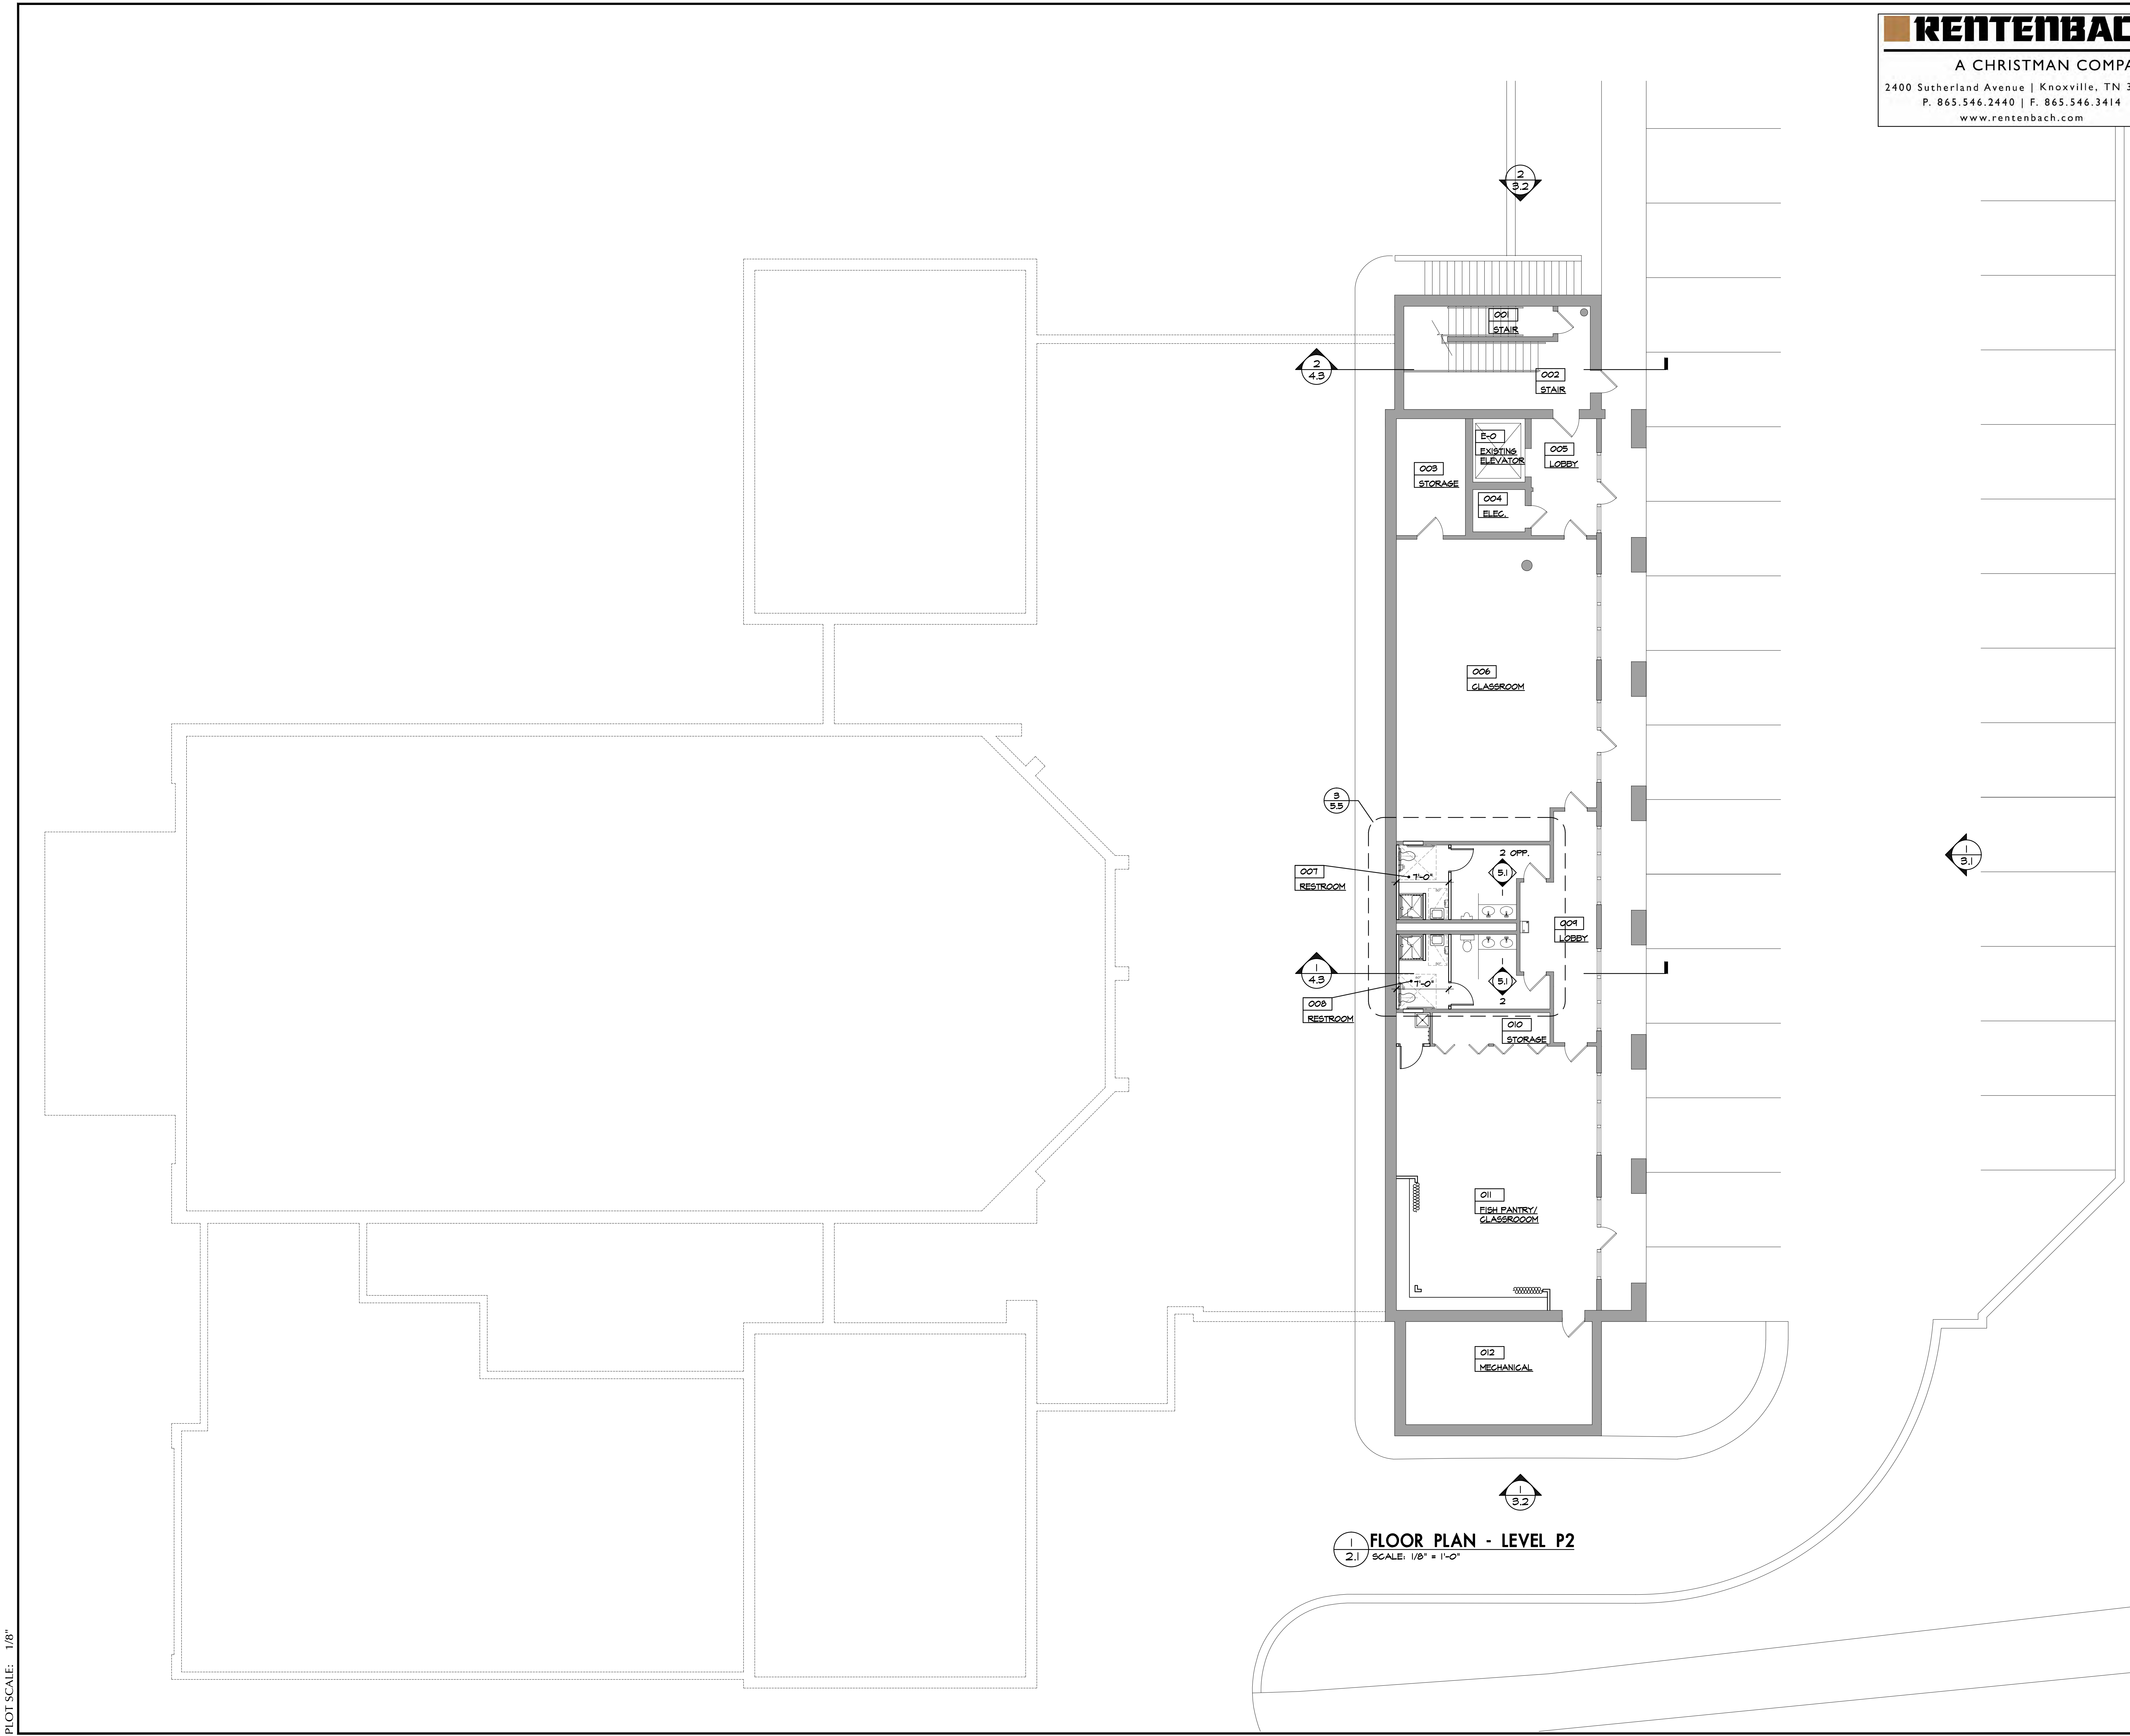 RENTENBAC
A CHRISTMAN COMPA
2400 Sutherland Avenue | Knoxville, TN 3
P. 865.546.2440 | F. 865.546.3414
www.rentenbach.com
2
3.2
001
STAIR
2
4.3
002
STAIR
E-0
EXISTING
ELEVATOR
005
LOBBY
003
STORAGE
004
ELEC.
006
CLASSROOM
3
5.5
1
3.1
2 OPP.
5.1
1
007
RESTROOM
7'-0"
009
LOBBY
1
4.3
1
5.1
2
7'-0"
008
RESTROOM
010
STORAGE
011
FISH PANTRY/
CLASSROOOM
012
MECHANICAL
1
3.2
1
2.1
FLOOR PLAN - LEVEL P2
SCALE: 1/8" = 1'-0"
PLOT SCALE: 1/8"